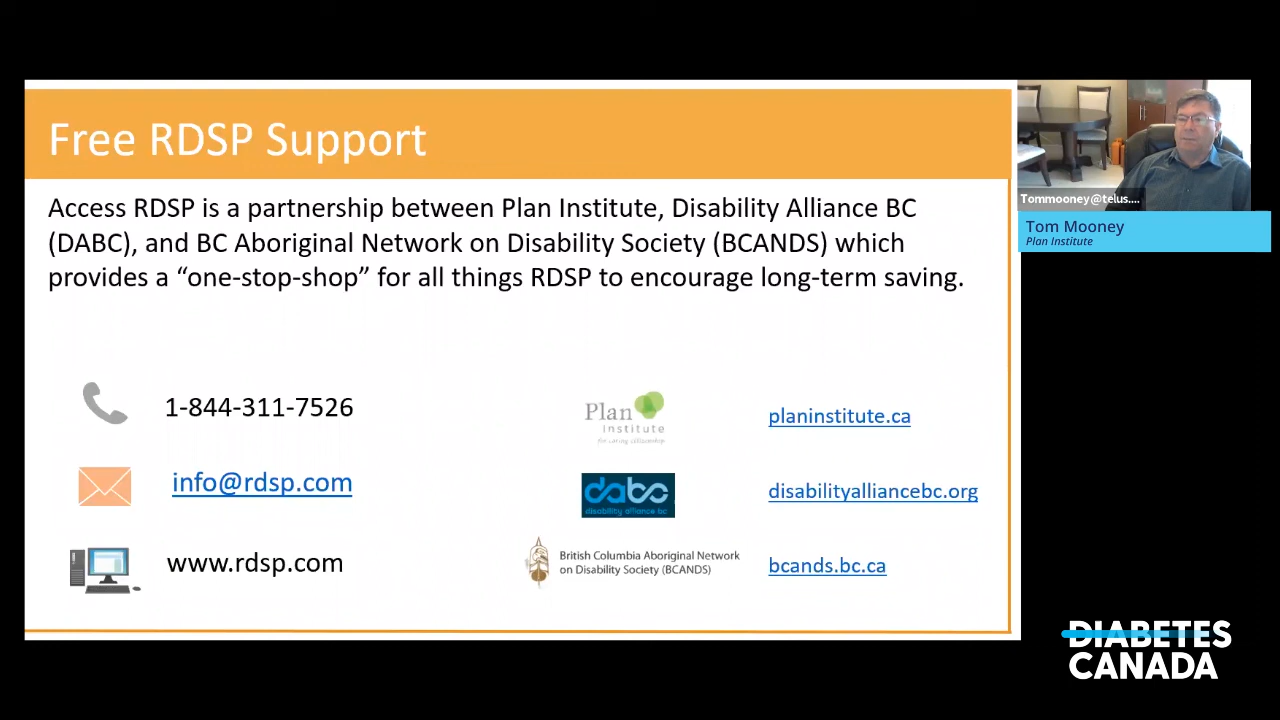 Free RDSP Support
Access RDSP is a partnership between Plan Institute, Disability Alliance BC
(DABC), and BC Aboriginal Network on Disability Society (BCANDS) which
provides a “one-stop-shop” for all things RDSP to encourage long-term saving.
1-844-311-7526
info@rdsp.com
www.rdsp.com
Plan
institute
for caring citizenship
planinstitute.ca
dabc
disability alliance bc
disabilityalliancebc.org
British Columbia Aboriginal Network
on Disability Society (BCANDS)
bcands.bc.ca
Tommooney@telus....
Tom Mooney
Plan Institute
DIABETES
CANADA